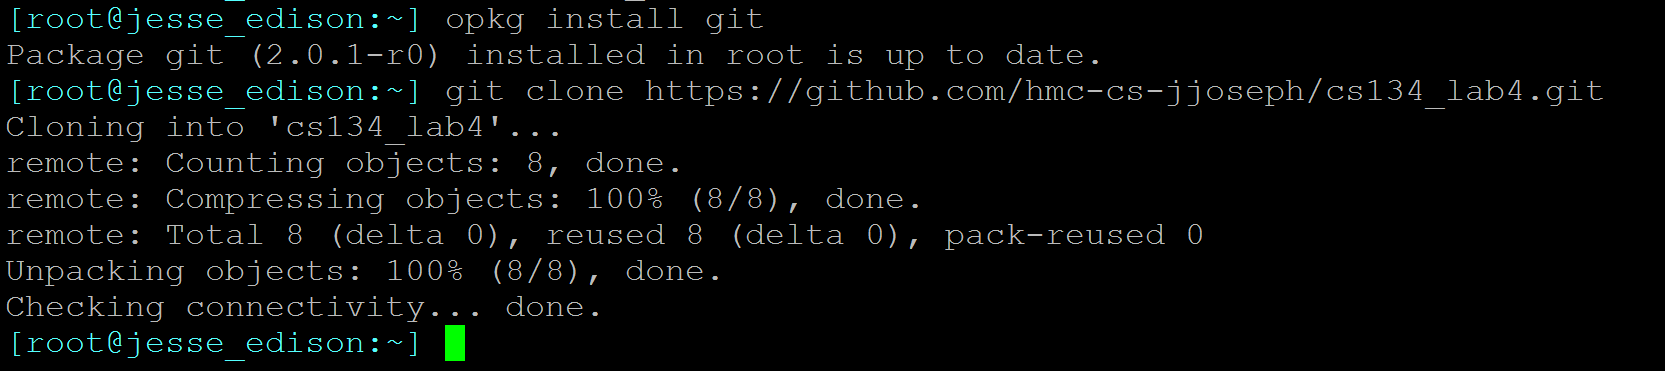 [root@jesse_edison:~] opkg install git
Package git (2.0.1-r0) installed in root is up to date.
[root@jesse_edison:~] git clone https://github.com/hmc-cs-jjoseph/cs134_lab4.git
Cloning into 'cs134_lab4'...
remote: Counting objects: 8, done.
remote: Compressing objects: 100% (8/8), done.
remote: Total 8 (delta 0), reused 8 (delta 0), pack-reused 0
Unpacking objects: 100% (8/8), done.
Checking connectivity... done.
[root@jesse_edison:~]